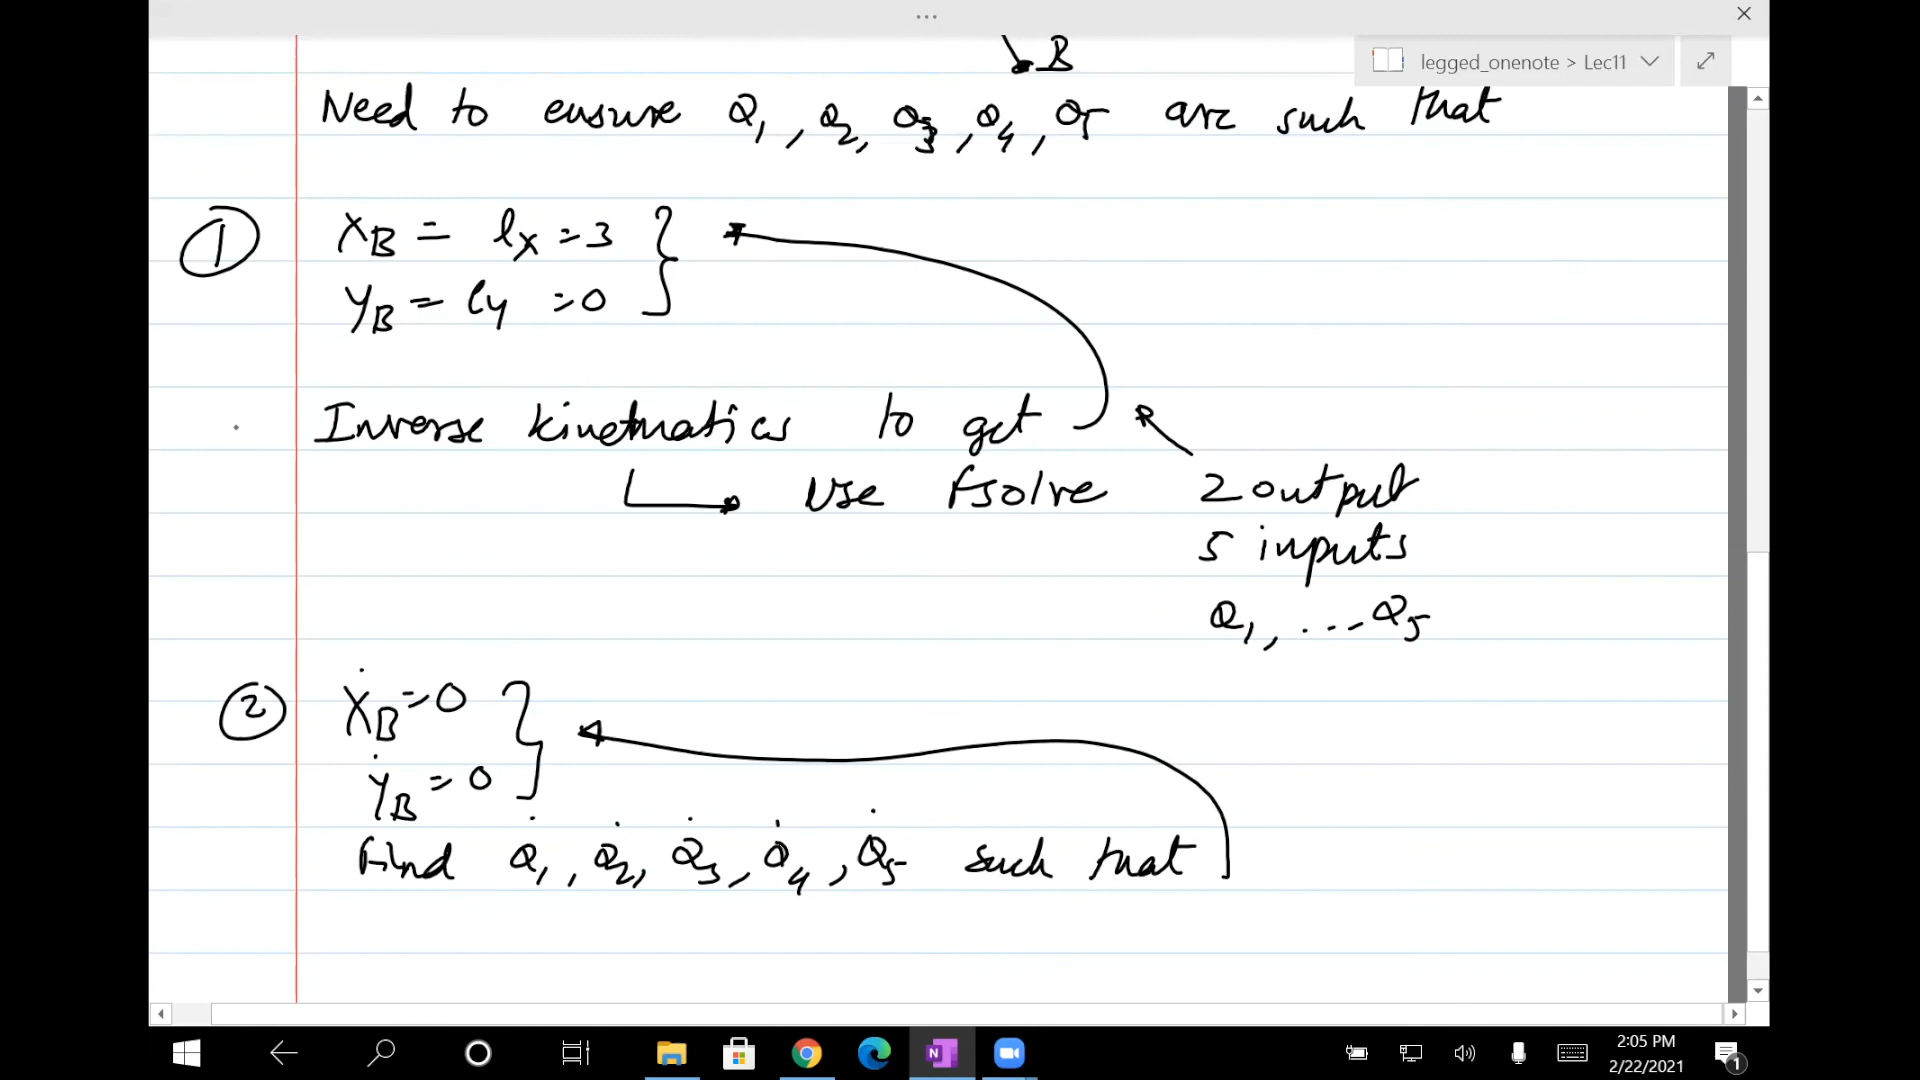 ...
legged_onenote > Lec11
B
Need to ensure Q1, Q2, Q3, Q4, Q5 are such that
① XB = lx = 3
YB = ly = 0
Inverse kinematics to get
Use fsolve
2 output
5 inputs
Q1, ... Q5
② ẊB = 0
ẎB = 0
Find Q̇1, Q̇2, Q̇3, Q̇4, Q̇5 such that
2:05 PM
2/22/2021
N
1